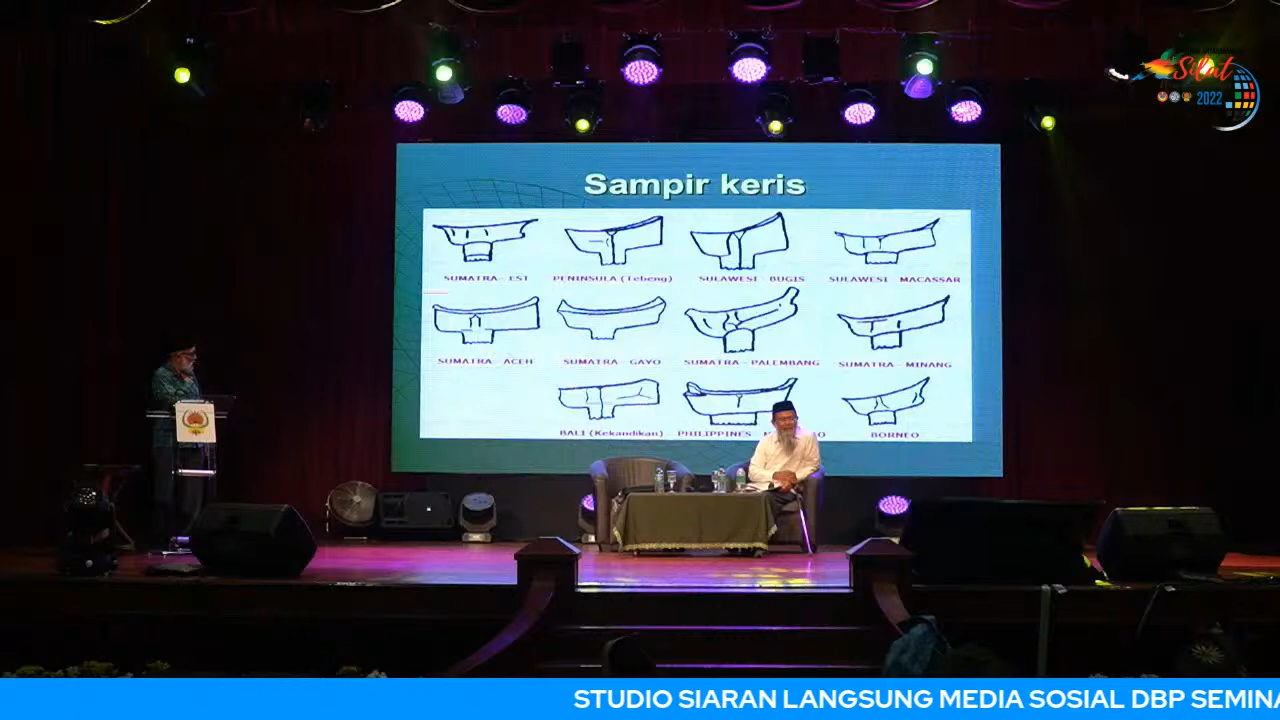 Silat
2022
Sampir keris
SUMATRA - EST
PENINSULA (Tebeng)
SULAWESI - BUGIS
SULAWESI - MACASSAR
SUMATRA - ACEH
SUMATRA - GAYO
SUMATRA - PALEMBANG
SUMATRA - MINANG
BALI (Kekandikan)
PHILIPPINES
BORNEO
STUDIO SIARAN LANGSUNG MEDIA SOSIAL DBP SEMINA